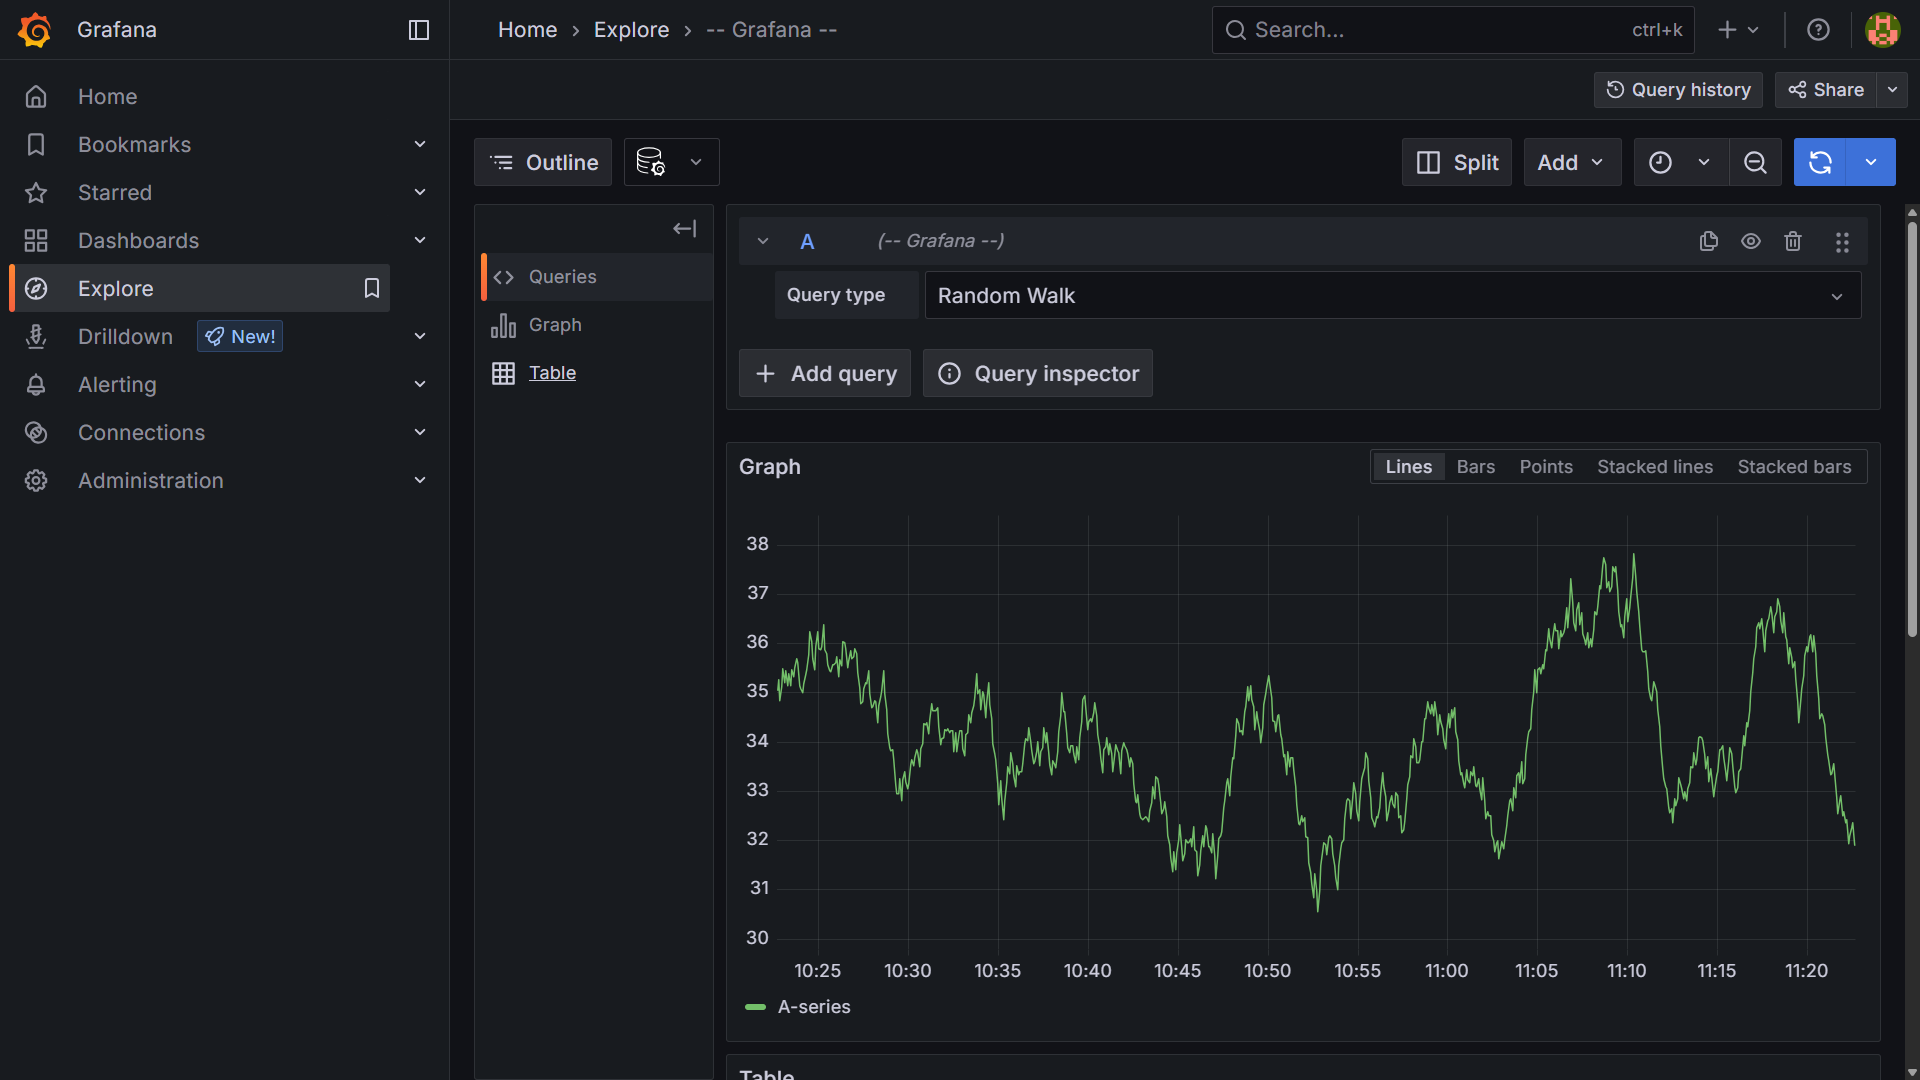 Grafana
Home
Explore
-- Grafana --
Search...
ctrl+k
Home
Bookmarks
Starred
Dashboards
Explore
Drilldown
New!
Alerting
Connections
Administration
Query history
Share
Outline
Split
Add
Queries
Graph
Table
A
(-- Grafana --)
Query type
Random Walk
Add query
Query inspector
Graph
Lines
Bars
Points
Stacked lines
Stacked bars
38
37
36
35
34
33
32
31
30
10:25
10:30
10:35
10:40
10:45
10:50
10:55
11:00
11:05
11:10
11:15
11:20
A-series
Table